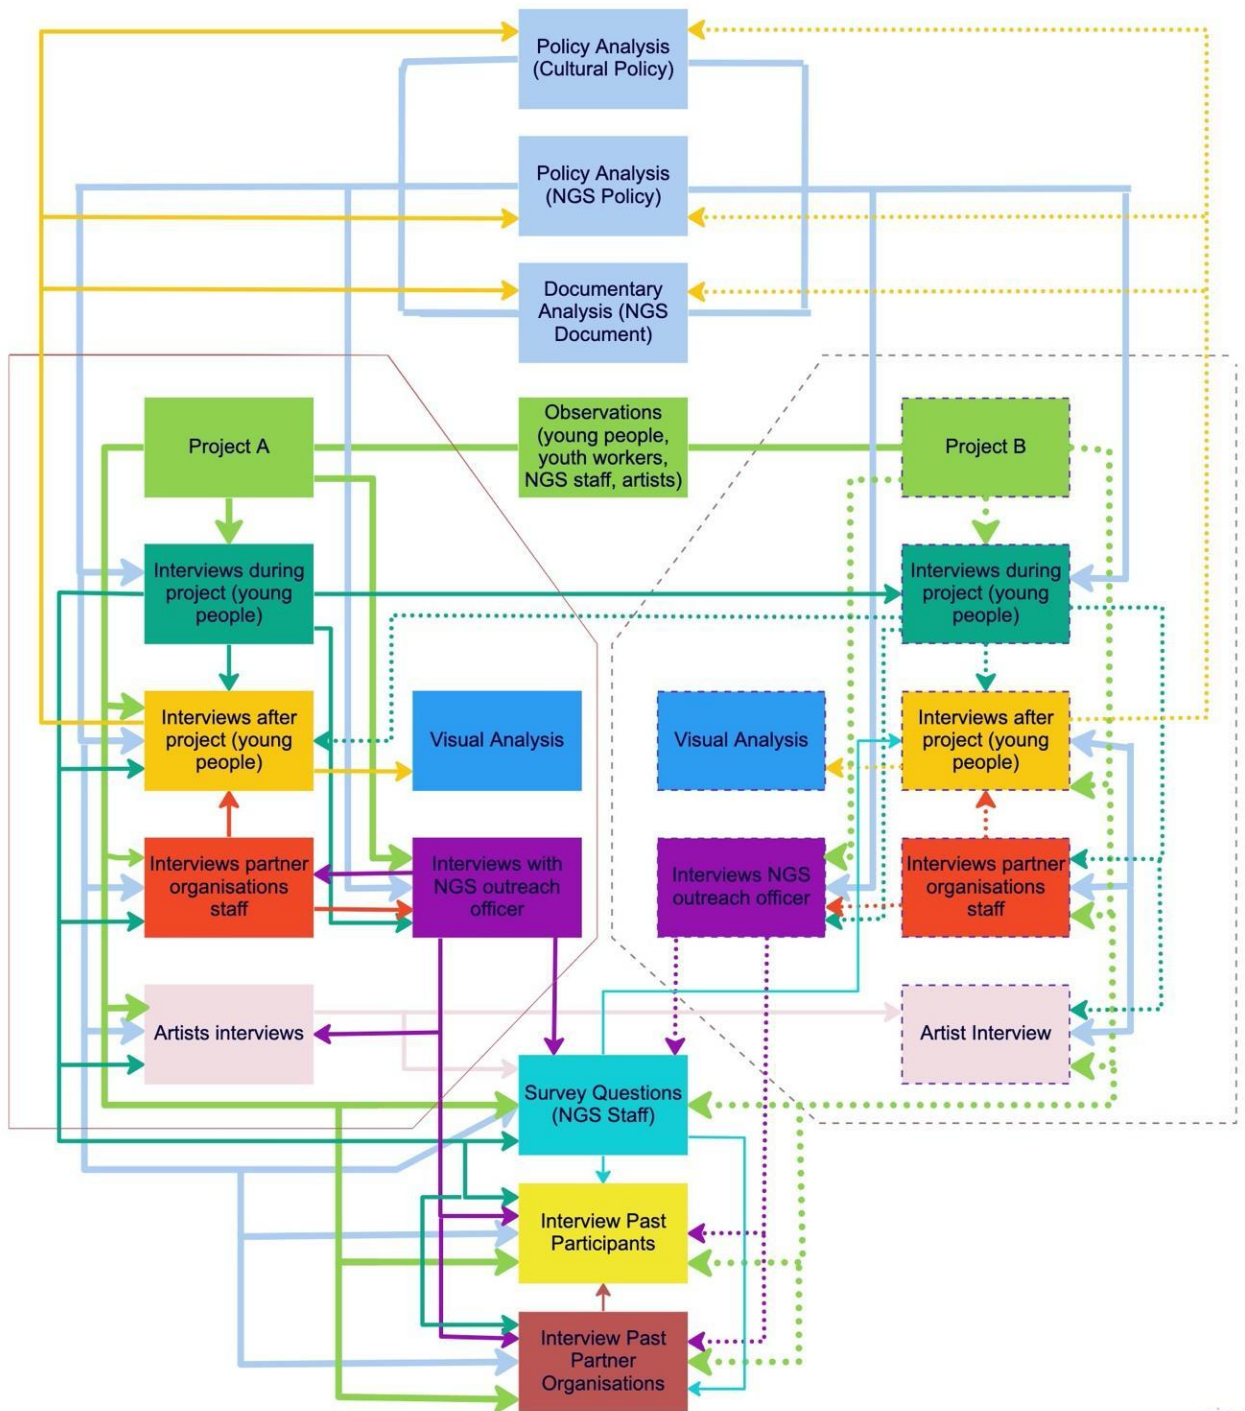 Policy Analysis
(Cultural Policy)
Policy Analysis
(NGS Policy)
Documentary
Analysis (NGS
Document)
Project A
Observations
(young people,
youth workers,
NGS staff, artists)
Project B
Interviews during
project (young
people)
Interviews during
project (young
people)
Interviews after
project (young
people)
Visual Analysis
Visual Analysis
Interviews after
project (young
people)
Interviews partner
organisations
staff
Interviews with
NGS outreach
officer
Interviews NGS
outreach officer
Interviews partner
organisations
staff
Artists interviews
Artist Interview
Survey Questions
(NGS Staff)
Interview Past
Participants
Interview Past
Partner
Organisations